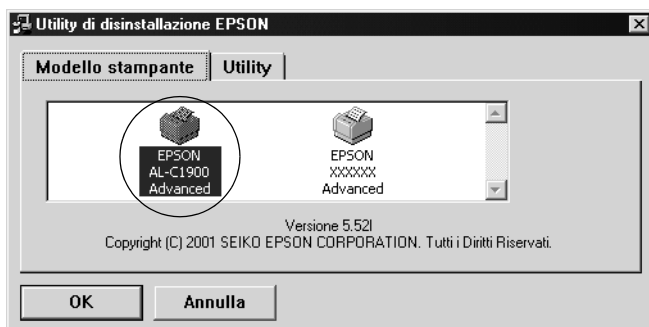 Utility di disinstallazione EPSON
Modello stampante
Utility
EPSON
AL-C1900
Advanced
EPSON
XXXXXX
Advanced
Versione 5.52I
Copyright (C) 2001 SEIKO EPSON CORPORATION. Tutti i Diritti Riservati.
OK
Annulla